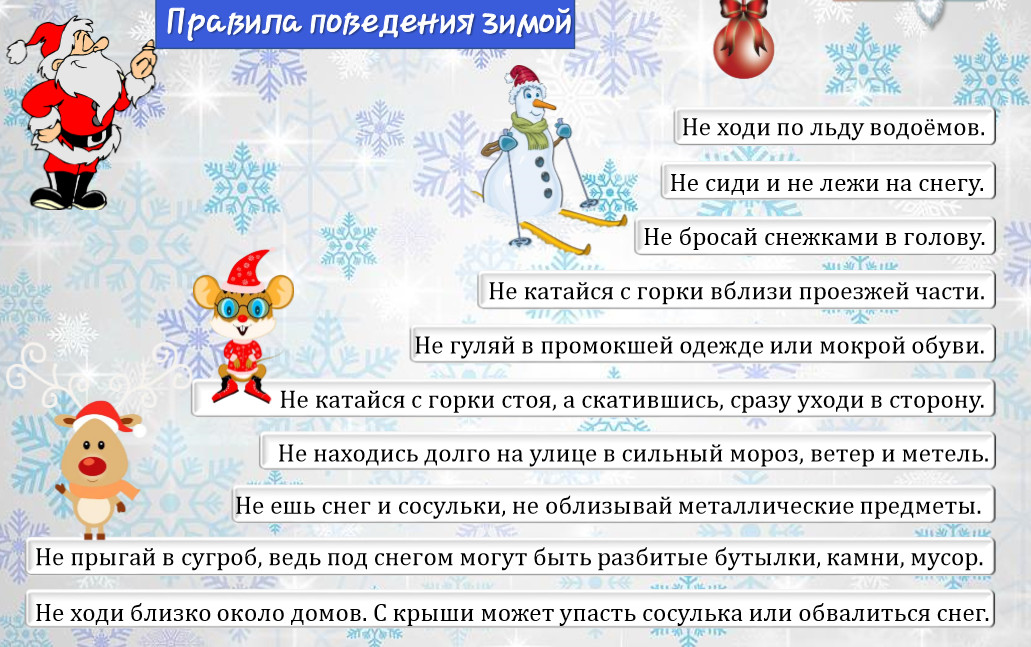 Правила поведения зимой
Не ходи по льду водоёмов.
Не сиди и не лежи на снегу.
Не бросай снежками в голову.
Не катайся с горки вблизи проезжей части.
Не гуляй в промокшей одежде или мокрой обуви.
Не катайся с горки стоя, а скатившись, сразу уходи в сторону.
Не находись долго на улице в сильный мороз, ветер и метель.
Не ешь снег и сосульки, не облизывай металлические предметы.
Не прыгай в сугроб, ведь под снегом могут быть разбитые бутылки, камни, мусор.
Не ходи близко около домов. С крыши может упасть сосулька или обвалиться снег.